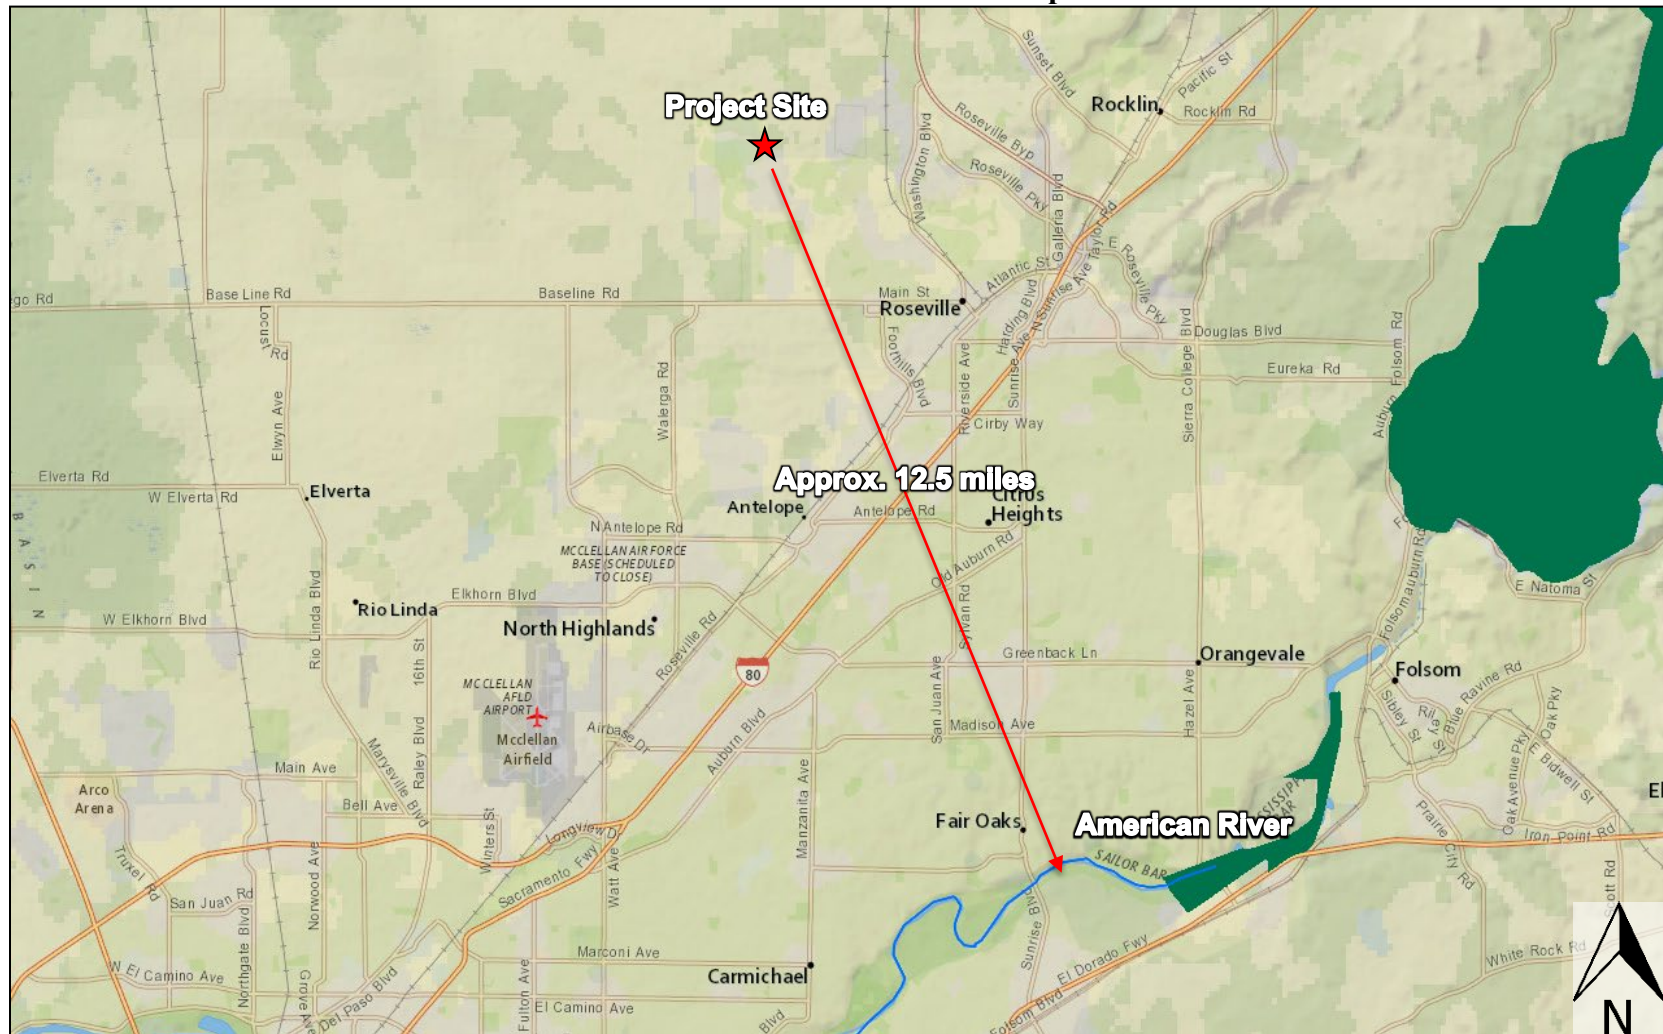 Project Site
Rocklin
Sunset Blvd
Pacific St
Rocklin Rd
Roseville Byp
Washington Blvd
Roseville Pky
Galleria Blvd
Taylor Rd
E Roseville Pky
Atlantic St
go Rd
Base Line Rd
Baseline Rd
Main St
Roseville
Locust Rd
Harding Blvd
N Sunrise Ave
Sunrise Ave
Douglas Blvd
Eureka Rd
Foothills Blvd
Riverside Ave
Sierra College Blvd
Auburn Folsom Rd
Walerga Rd
Elwyn Ave
Cirby Way
Elverta Rd
W Elverta Rd
Elverta
Approx. 12.5 miles
Citrus
Heights
Antelope
Antelope Rd
N Antelope Rd
BASIN
MCCLELLAN AIR FORCE
BASE (SCHEDULED
TO CLOSE)
Old Auburn Rd
Folsom Auburn Rd
E Natoma St
Rio Linda Blvd
Rio Linda
Elkhorn Blvd
W Elkhorn Blvd
North Highlands
Roseville Rd
Sylvan Rd
16th St
80
Greenback Ln
Orangevale
Folsom
MCCLELLAN
AFLD
AIRPORT
Mcclellan
Airfield
Airbase Dr
Auburn Blvd
San Juan Ave
Madison Ave
Hazel Ave
Sibley St
Riley St
Blue Ravine Rd
Oak Pky
E Bidwell St
Oak Avenue Pky
Main Ave
Marysville Blvd
Raley Blvd
Arco
Arena
Bell Ave
Winters St
Longview Dr
Manzanita Ave
Fair Oaks
American River
MISSISSIPPI
BAR
SAILOR BAR
Prairie City Rd
Iron Point Rd
El
Truxel Rd
San Juan Rd
Norwood Ave
Sacramento Fwy
Watt Ave
Northgate Blvd
Sunrise Blvd
Scott Rd
White Rock Rd
Marconi Ave
Carmichael
El Dorado Fwy
W El Camino Ave
Grove Ave
Del Paso Blvd
Fulton Ave
El Camino Ave
Blvd
Folsom Blvd
N